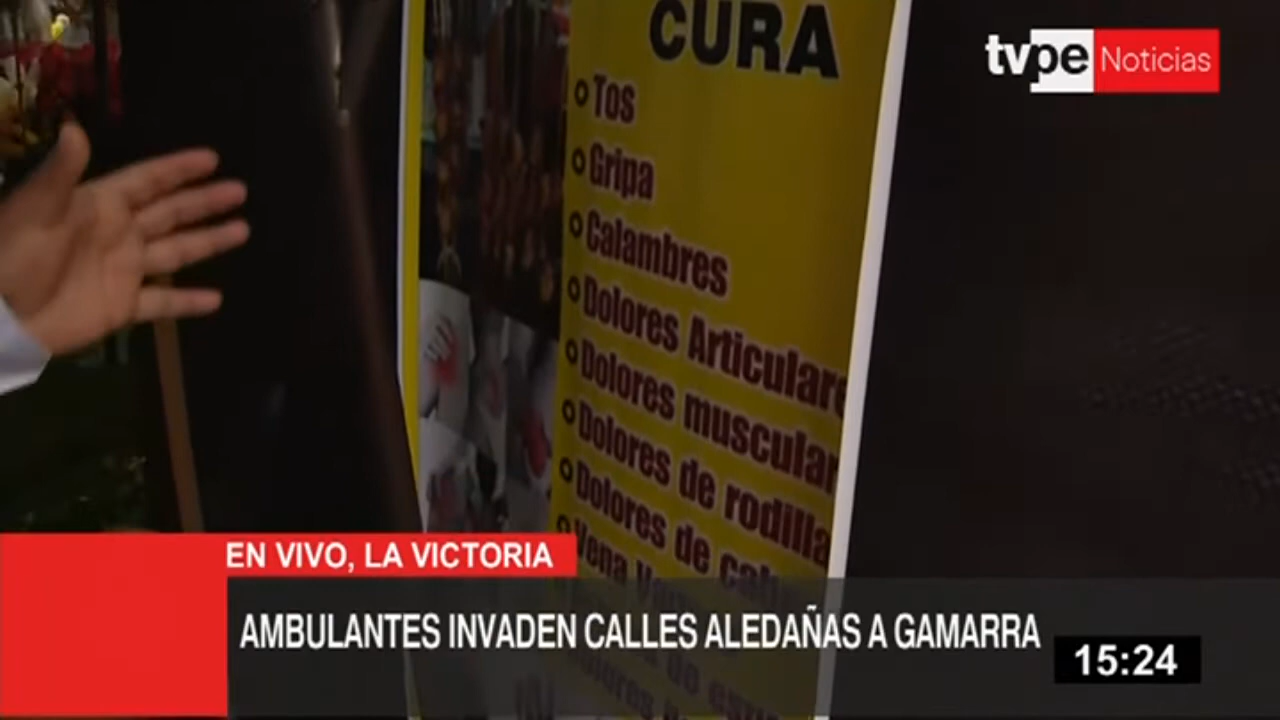 CURA
tvpe Noticias
Tos
Gripa
Calambres
Dolores Articulare
Dolores muscular
Dolores de rodilla
Dolores de
Vena
EN VIVO, LA VICTORIA
AMBULANTES INVADEN CALLES ALEDAÑAS A GAMARRA
15:24